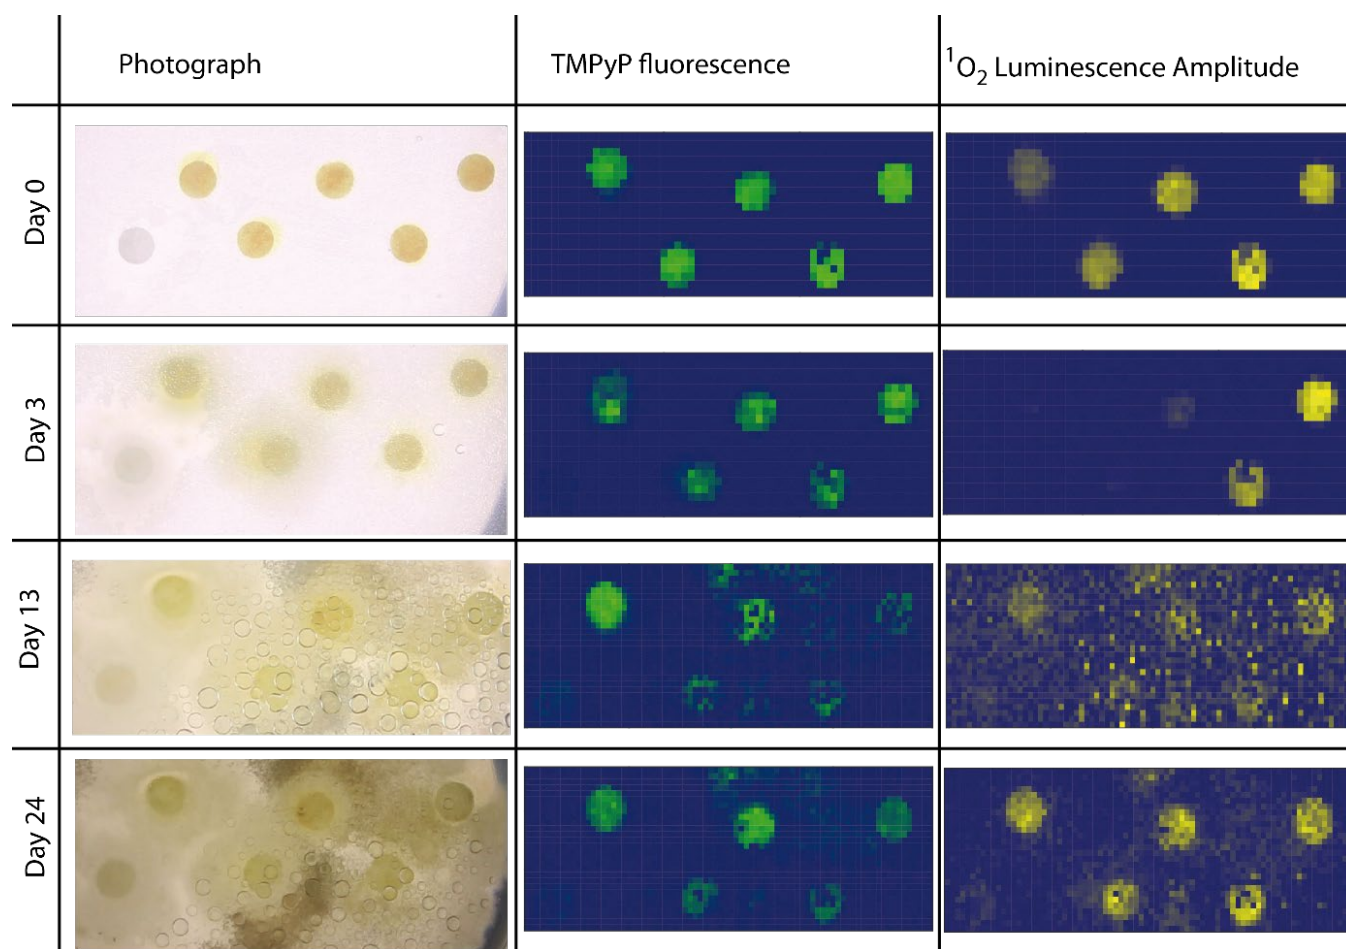 Photograph
TMPyP fluorescence
¹O₂ Luminescence Amplitude
Day 0
Day 3
Day 13
Day 24